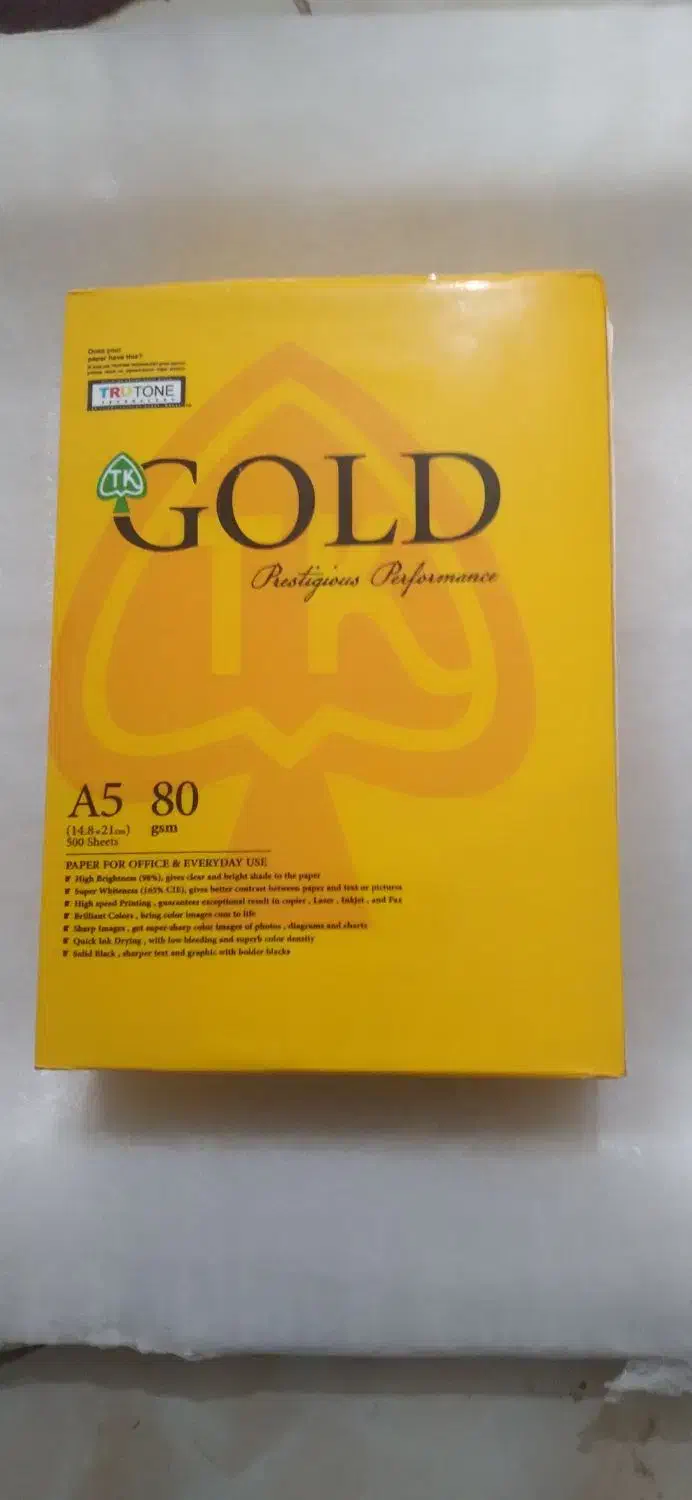 Does your
paper have this?
TRUTONE
TECHNOLOGY
TK
GOLD
Prestigious Performance
TK
A5 80
(14.8×21cm) gsm
500 Sheets
PAPER FOR OFFICE & EVERYDAY USE
High Brightness (98%), gives clear and bright shade to the paper
Super Whiteness (165% CIE), gives better contrast between paper and text or pictures
High speed Printing , guarantees exceptional result in copier , Laser , Inkjet , and Fax
Brilliant Colors , bring color images com to life
Sharp Images , get super sharp color images of photos , diagrams and charts
Quick Ink Drying , with low bleeding and superb color density
Solid Black , sharper text and graphic with bolder blacks